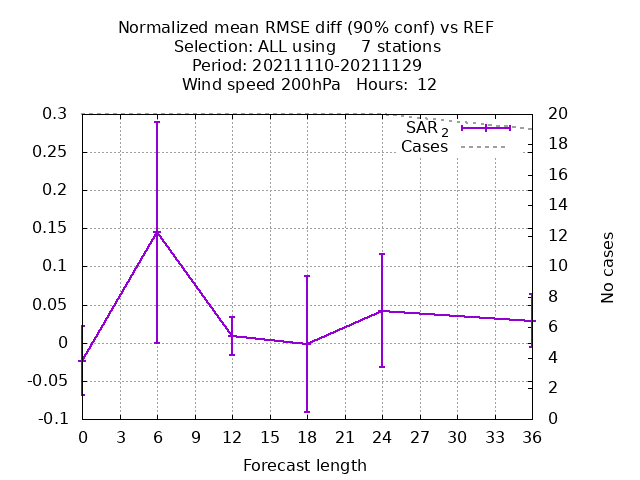 Normalized mean RMSE diff (90% conf) vs REF
Selection: ALL using 7 stations
Period: 20211110-20211129
Wind speed 200hPa Hours: 12
0.3
0.25
0.2
0.15
0.1
0.05
0
-0.05
-0.1
SAR 2
Cases
20
18
16
14
12
10
8
6
4
2
0
No cases
0 3 6 9 12 15 18 21 24 27 30 33 36
Forecast length